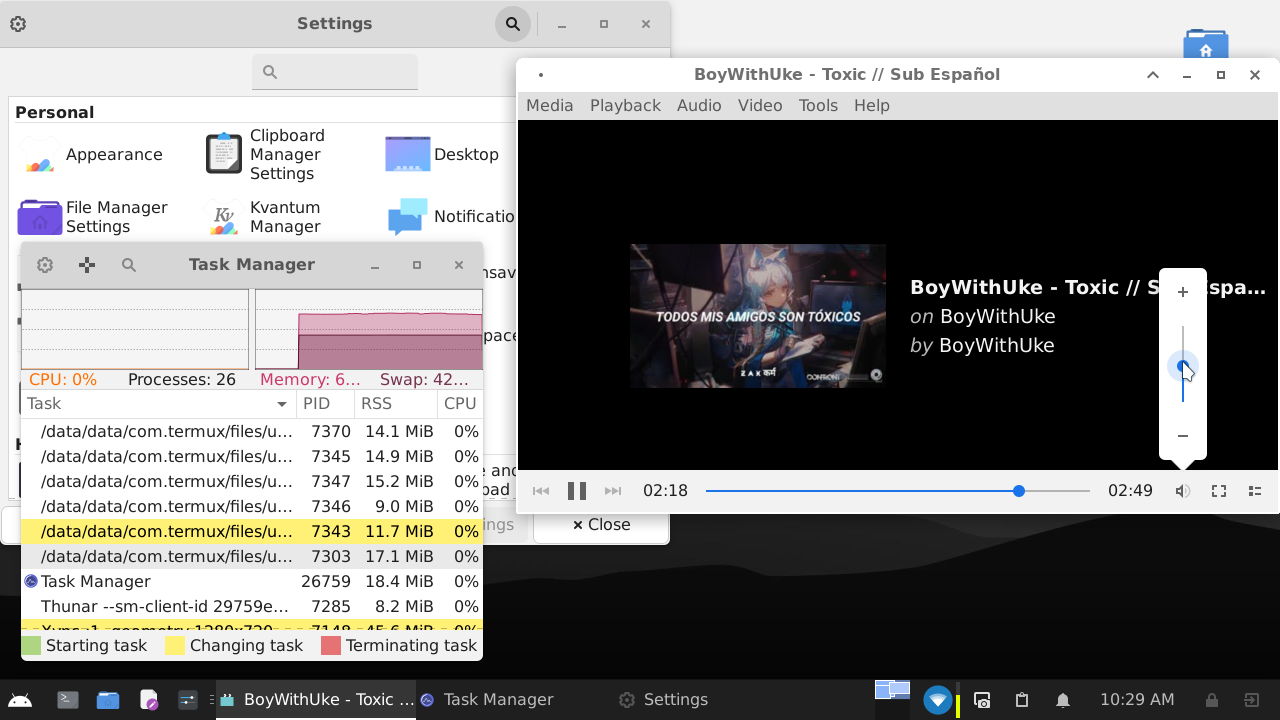 Settings
Personal
Appearance
Clipboard
Manager
Settings
Desktop
File Manager
Settings
Kv
Kvantum
Manager
Notificatio
nsav
pace
e and
pad
ings
× Close
Task Manager
CPU: 0%
Processes: 26
Memory: 6...
Swap: 42...
Task PID RSS CPU
/data/data/com.termux/files/u... 7370 14.1 MiB 0%
/data/data/com.termux/files/u... 7345 14.9 MiB 0%
/data/data/com.termux/files/u... 7347 15.2 MiB 0%
/data/data/com.termux/files/u... 7346 9.0 MiB 0%
/data/data/com.termux/files/u... 7343 11.7 MiB 0%
/data/data/com.termux/files/u... 7303 17.1 MiB 0%
Task Manager 26759 18.4 MiB 0%
Thunar --sm-client-id 29759e... 7285 8.2 MiB 0%
Starting task
Changing task
Terminating task
BoyWithUke - Toxic // Sub Español
Media Playback Audio Video Tools Help
TODOS MIS AMIGOS SON TÓXICOS
ZAK कर्म
BoyWithUke - Toxic // S Espa...
on BoyWithUke
by BoyWithUke
+
−
02:18
02:49
BoyWithUke - Toxic ...
Task Manager
Settings
10:29 AM